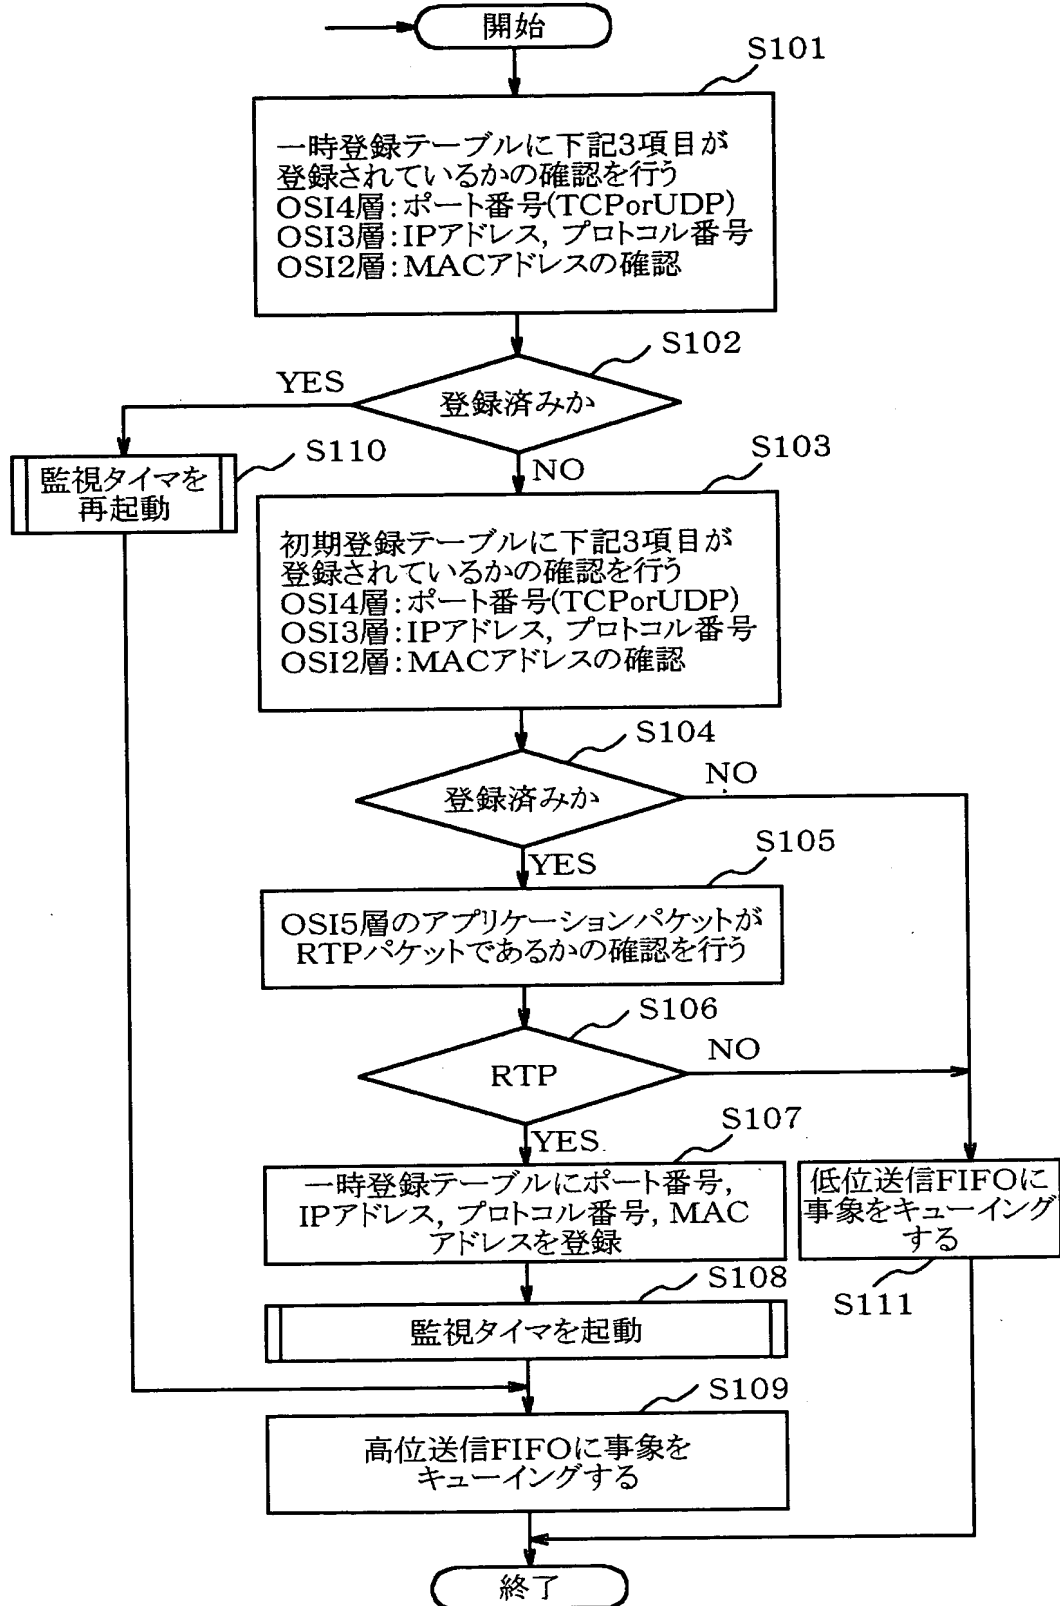 開始
S101
一時登録テーブルに下記3項目が
登録されているかの確認を行う
OSI4層:ポート番号(TCPorUDP)
OSI3層:IPアドレス, プロトコル番号
OSI2層:MACアドレスの確認
S102
YES
登録済みか
S110
監視タイマを
再起動
NO
S103
初期登録テーブルに下記3項目が
登録されているかの確認を行う
OSI4層:ポート番号(TCPorUDP)
OSI3層:IPアドレス, プロトコル番号
OSI2層:MACアドレスの確認
S104
NO
登録済みか
YES
S105
OSI5層のアプリケーションパケットが
RTPパケットであるかの確認を行う
S106
NO
RTP
YES
S107
一時登録テーブルにポート番号,
IPアドレス, プロトコル番号, MAC
アドレスを登録
低位送信FIFOに
事象をキューイング
する
S111
S108
監視タイマを起動
S109
高位送信FIFOに事象を
キューイングする
終了